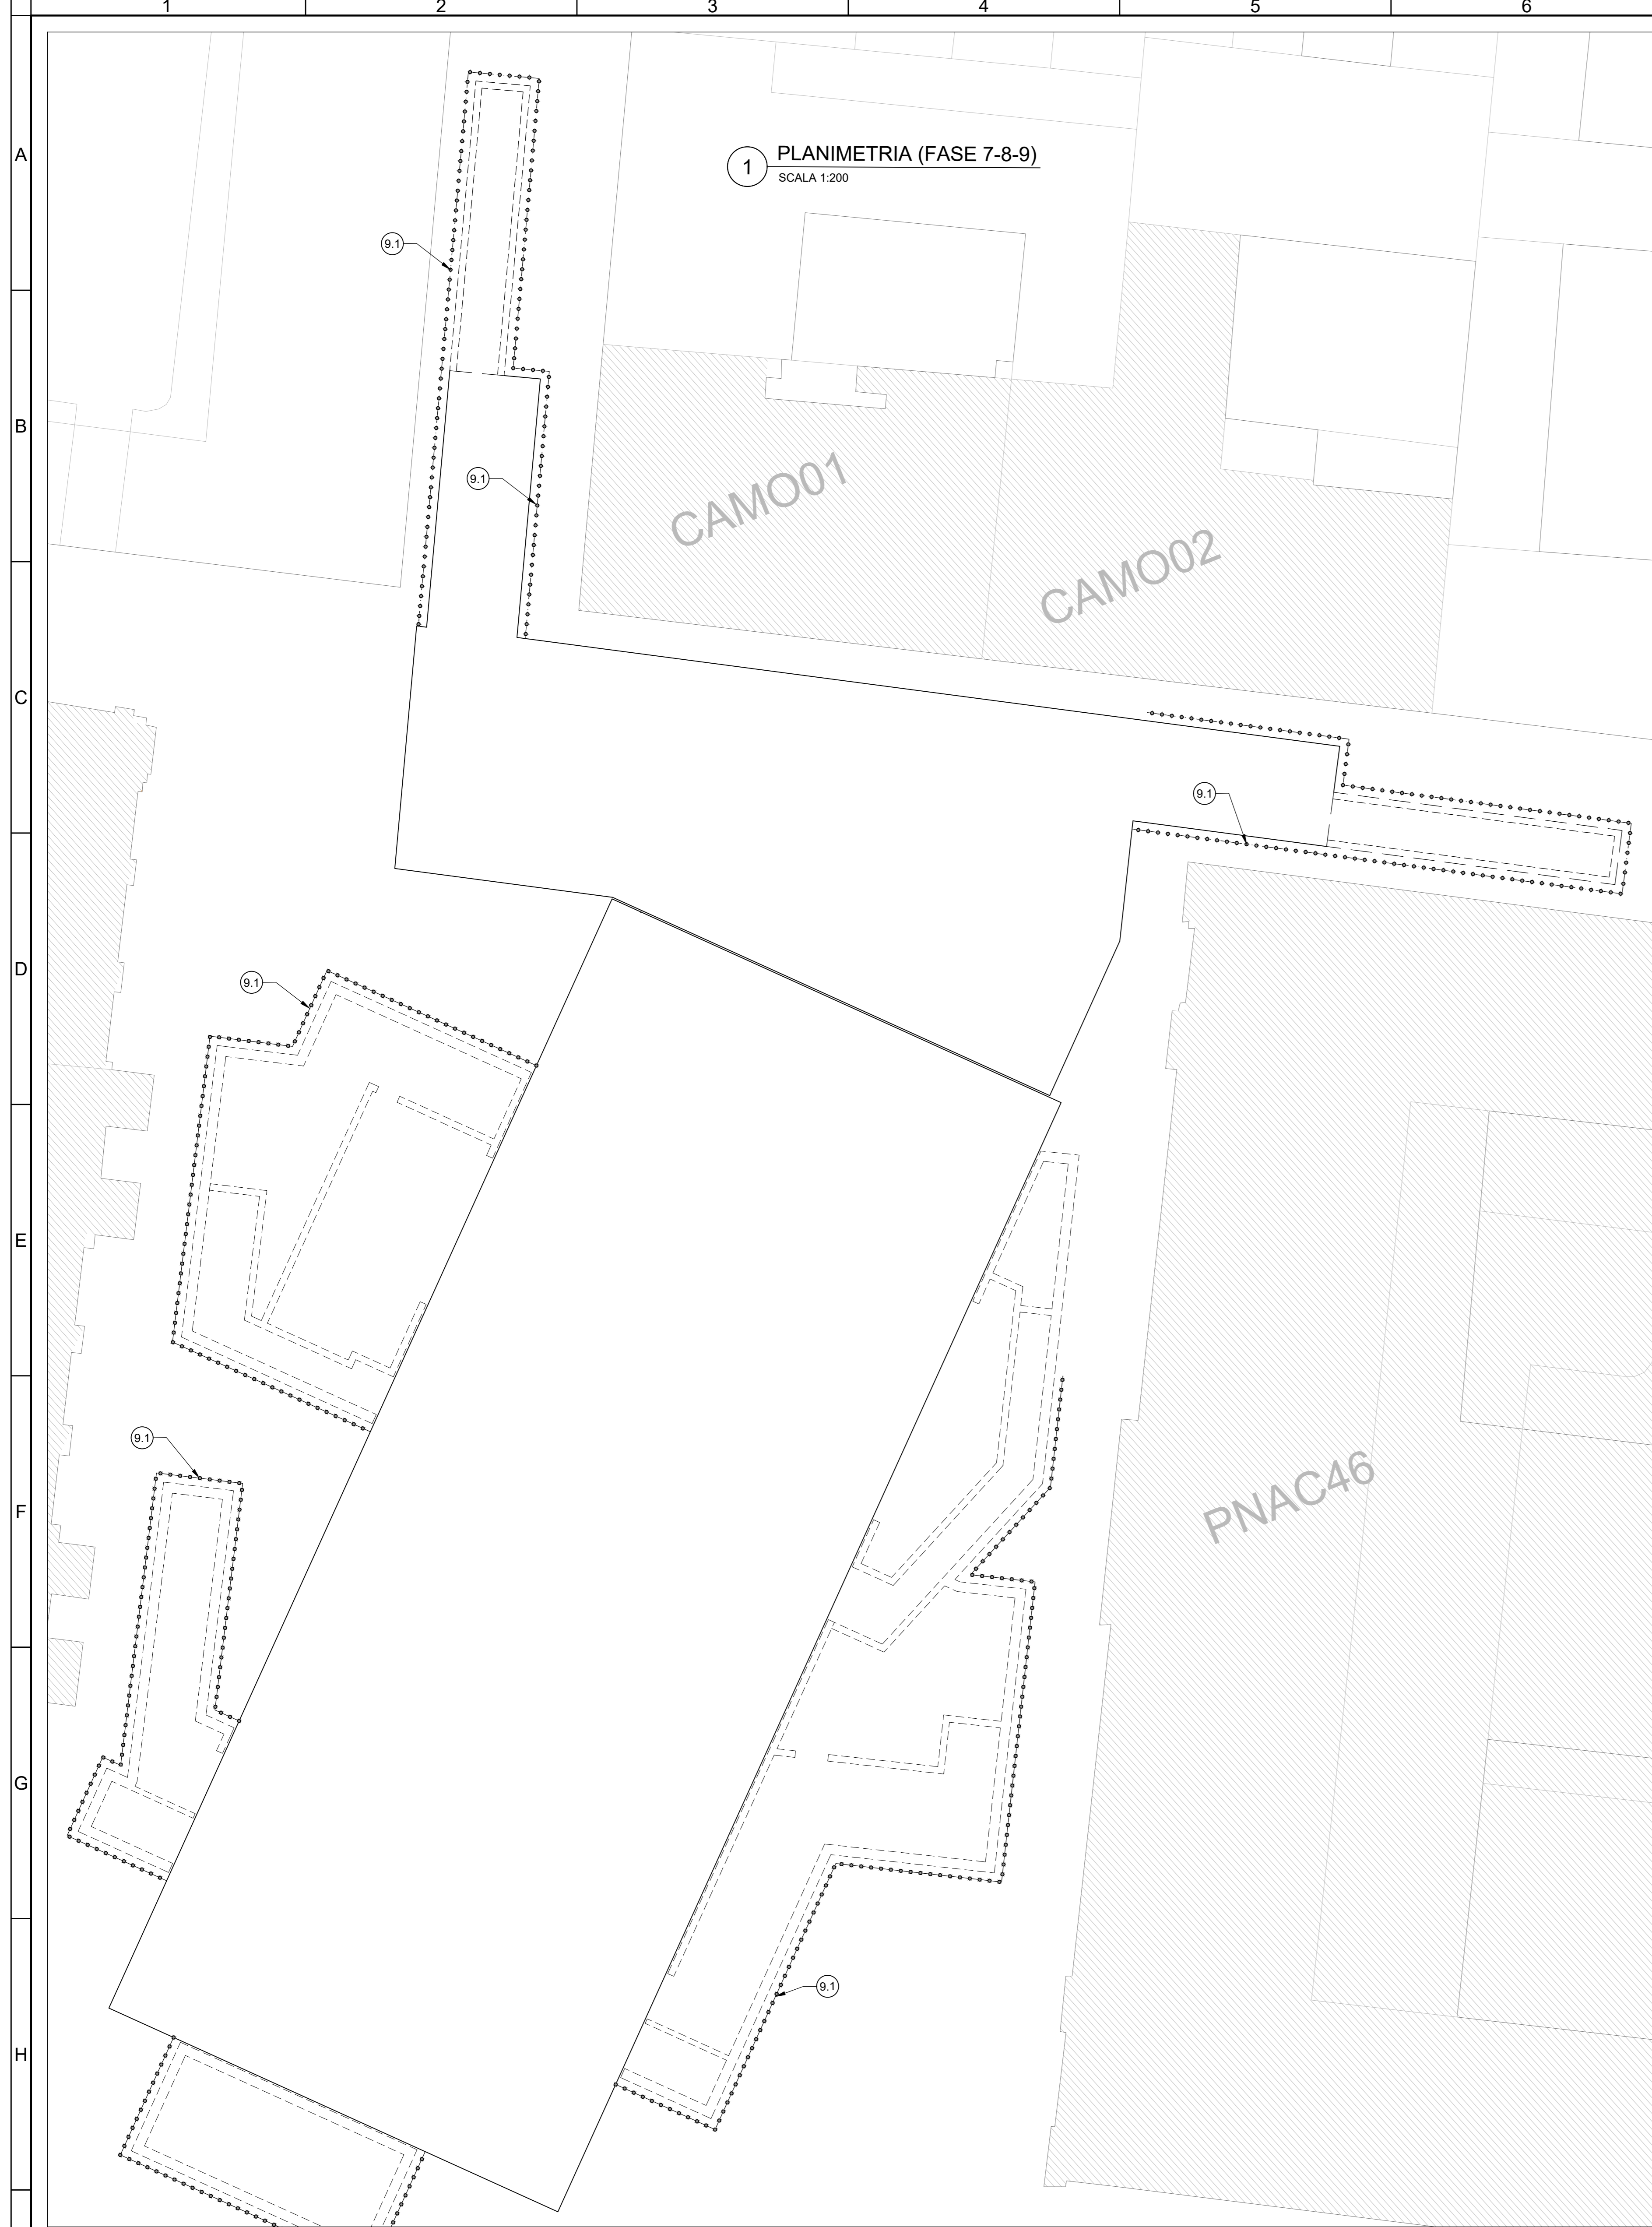 1 2 3 4 5 6
A
1 PLANIMETRIA (FASE 7-8-9)
SCALA 1:200
9.1
B
CAMO01
9.1
CAMO02
C
9.1
D
9.1
E
9.1
F
PNAC46
G
9.1
H